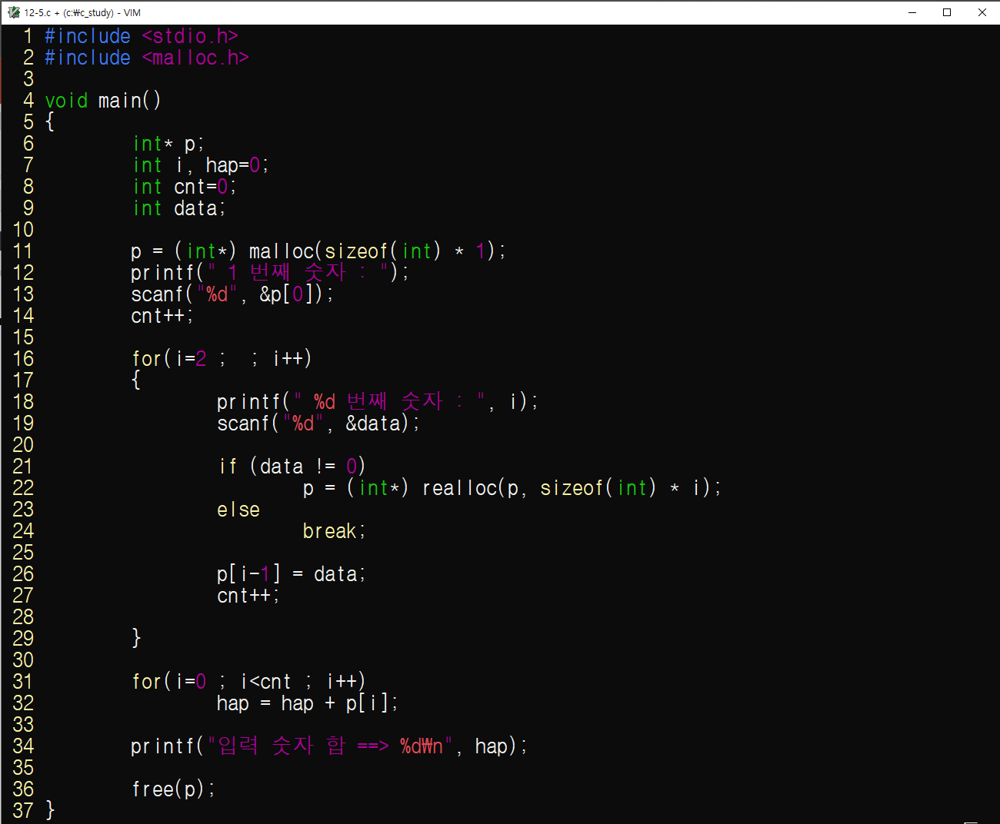 12-5.c + (c:₩c_study) - VIM
1 #include <stdio.h>
2 #include <malloc.h>
3
4 void main()
5 {
6         int* p;
7         int i, hap=0;
8         int cnt=0;
9         int data;
10
11         p = (int*) malloc(sizeof(int) * 1);
12         printf(" 1 번째 숫자 : ");
13         scanf("%d", &p[0]);
14         cnt++;
15
16         for(i=2 ;  ; i++)
17         {
18                 printf(" %d 번째 숫자 : ", i);
19                 scanf("%d", &data);
20
21                 if (data != 0)
22                         p = (int*) realloc(p, sizeof(int) * i);
23                 else
24                         break;
25
26                 p[i-1] = data;
27                 cnt++;
28
29         }
30
31         for(i=0 ; i<cnt ; i++)
32                 hap = hap + p[i];
33
34         printf("입력 숫자 합 ==> %d₩n", hap);
35
36         free(p);
37 }